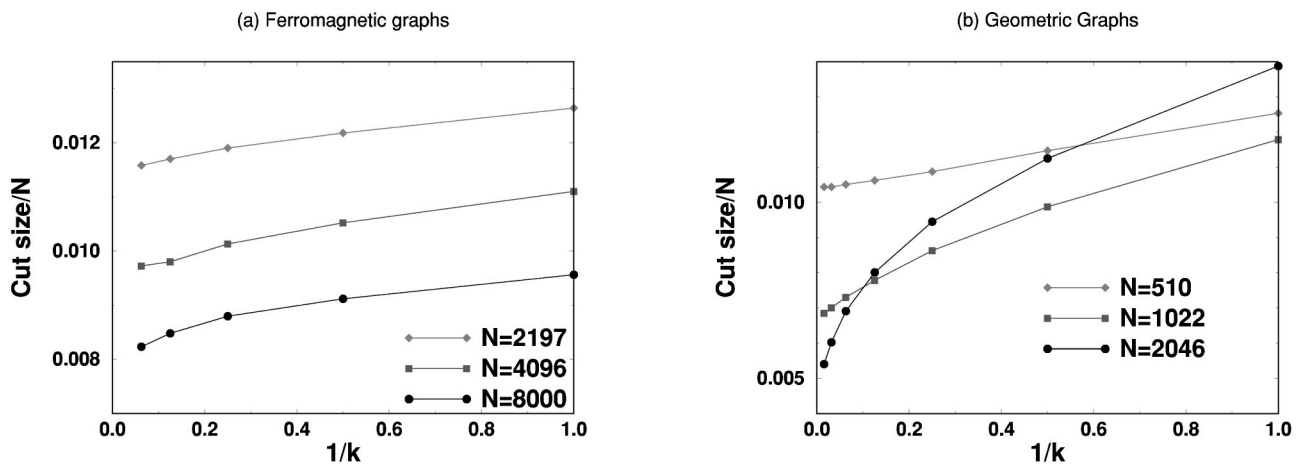 (a) Ferromagnetic graphs
Cut size/N
0.012
0.010
0.008
N=2197
N=4096
N=8000
0.0 0.2 0.4 0.6 0.8 1.0
1/k
(b) Geometric Graphs
Cut size/N
0.010
0.005
N=510
N=1022
N=2046
0.0 0.2 0.4 0.6 0.8 1.0
1/k